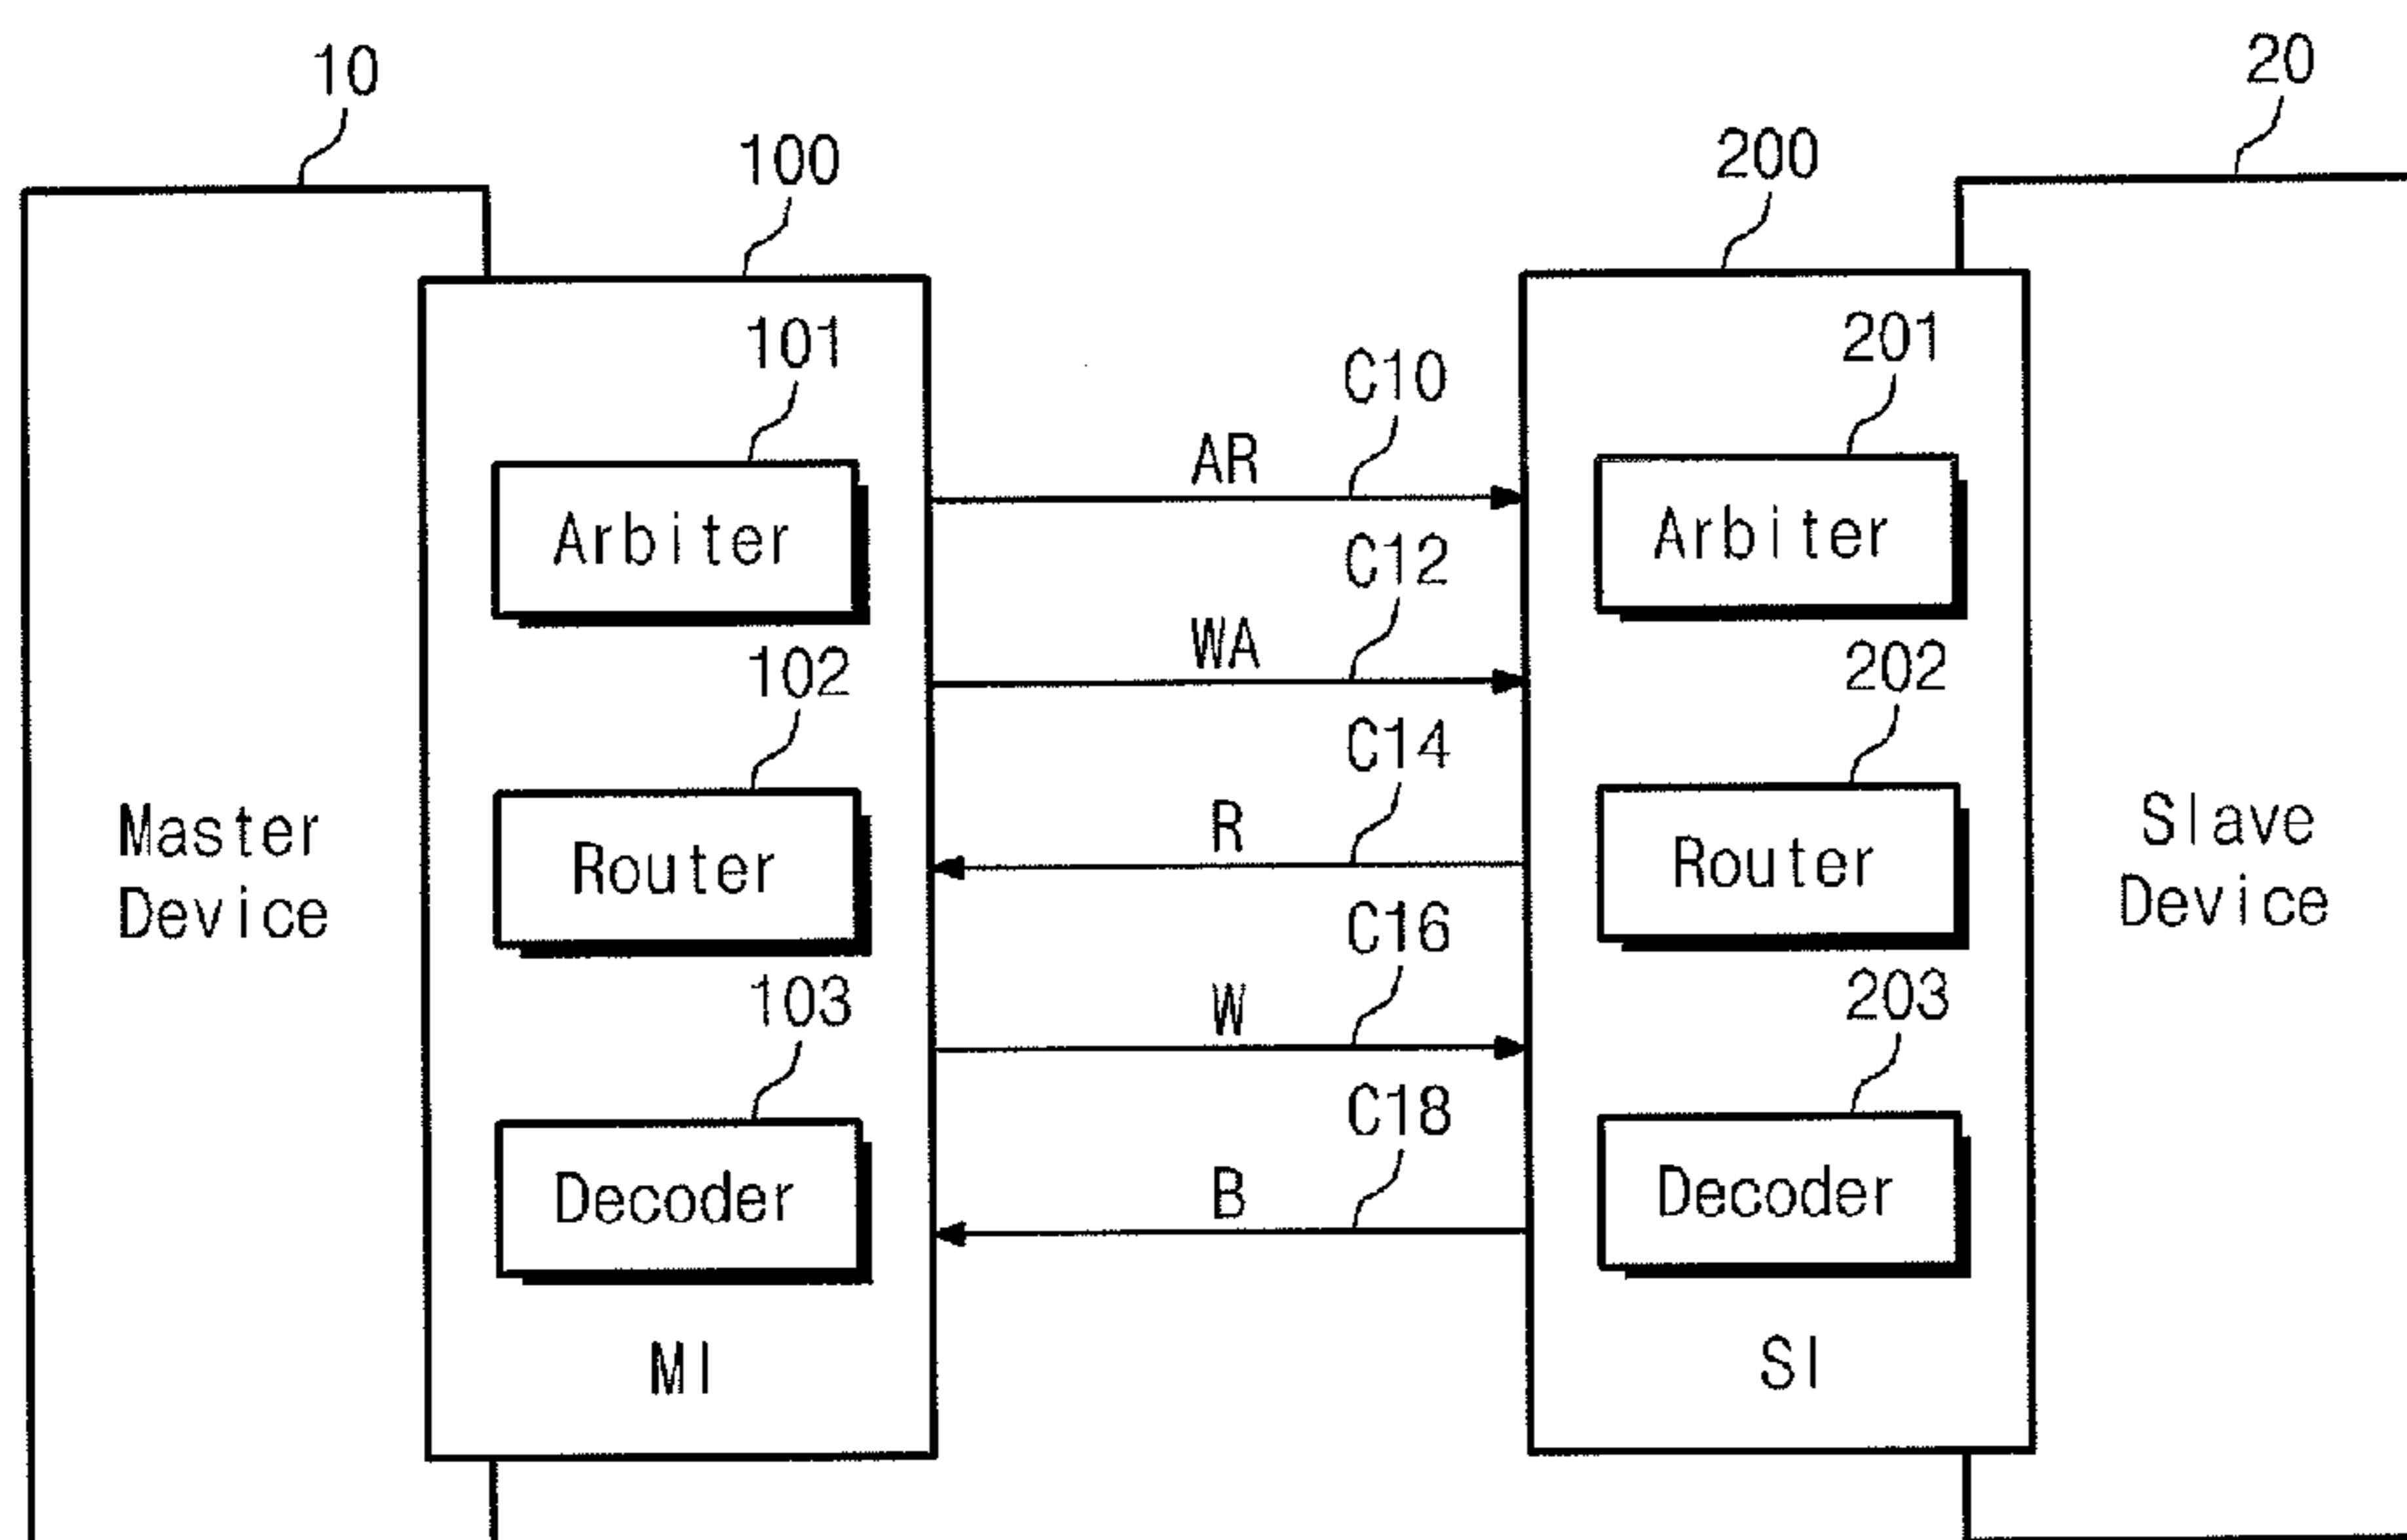 10
20
100
200
101
201
C10
AR
Arbiter
Arbiter
C12
WA
102
202
C14
R
Master
Device
Router
Router
Slave
Device
C16
W
103
203
C18
B
Decoder
Decoder
MI
SI